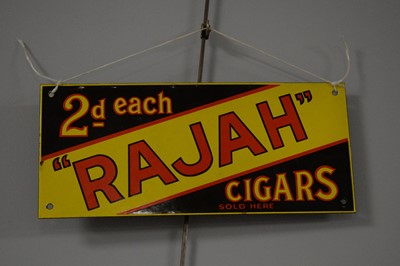 2d each
“RAJAH”
CIGARS
SOLD HERE